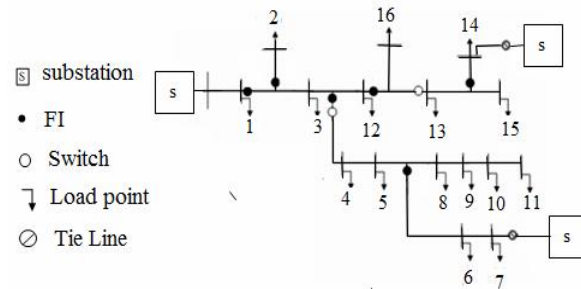 2
16
14
S
S substation
S
FI
1
3
12
13
15
Switch
Load point
4
5
8
9
10
11
Tie Line
S
6
7